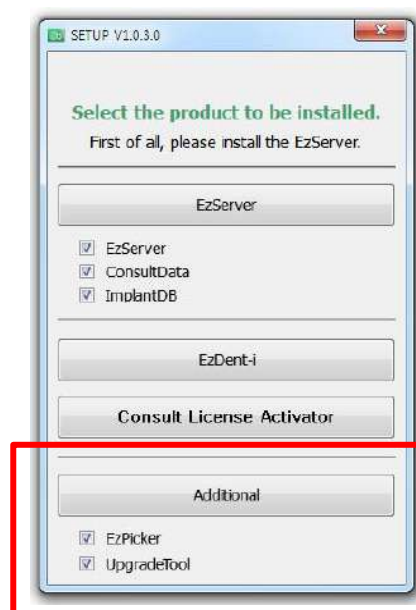 SETUP V1.0.3.0
Select the product to be installed.
First of all, please install the EzServer.
EzServer
EzServer
ConsultData
ImplantDB
EzDent-i
Consult License Activator
Additional
EzPicker
UpgradeTool